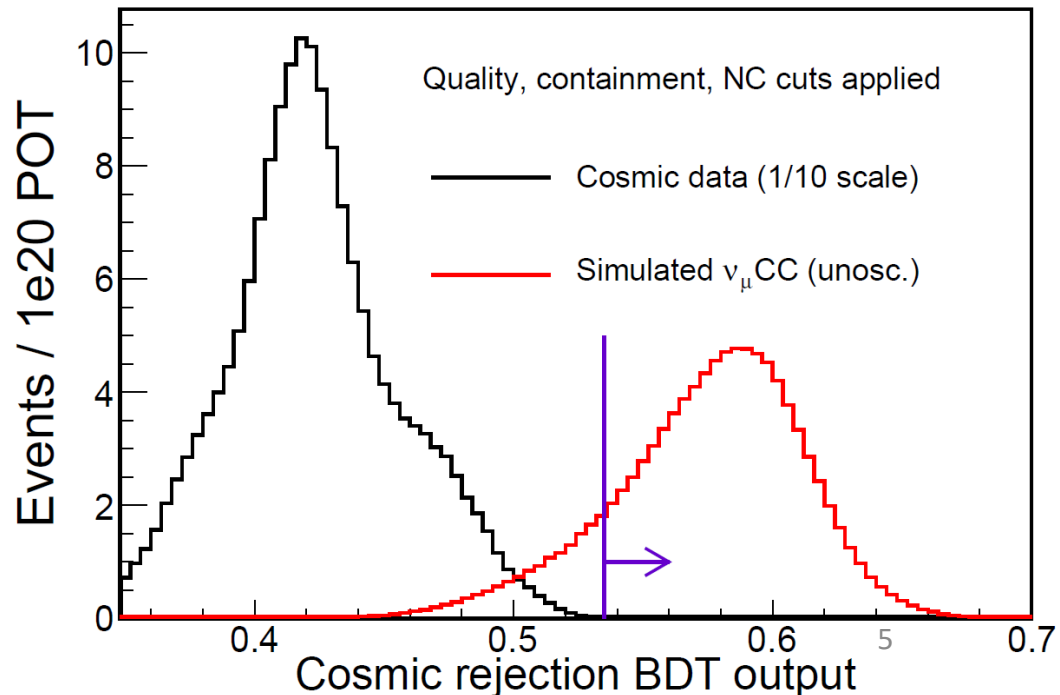 Events / 1e20 POT
10
8
6
4
2
0
Quality, containment, NC cuts applied
Cosmic data (1/10 scale)
Simulated νμCC (unosc.)
0.4 0.5 0.6 5 0.7
Cosmic rejection BDT output